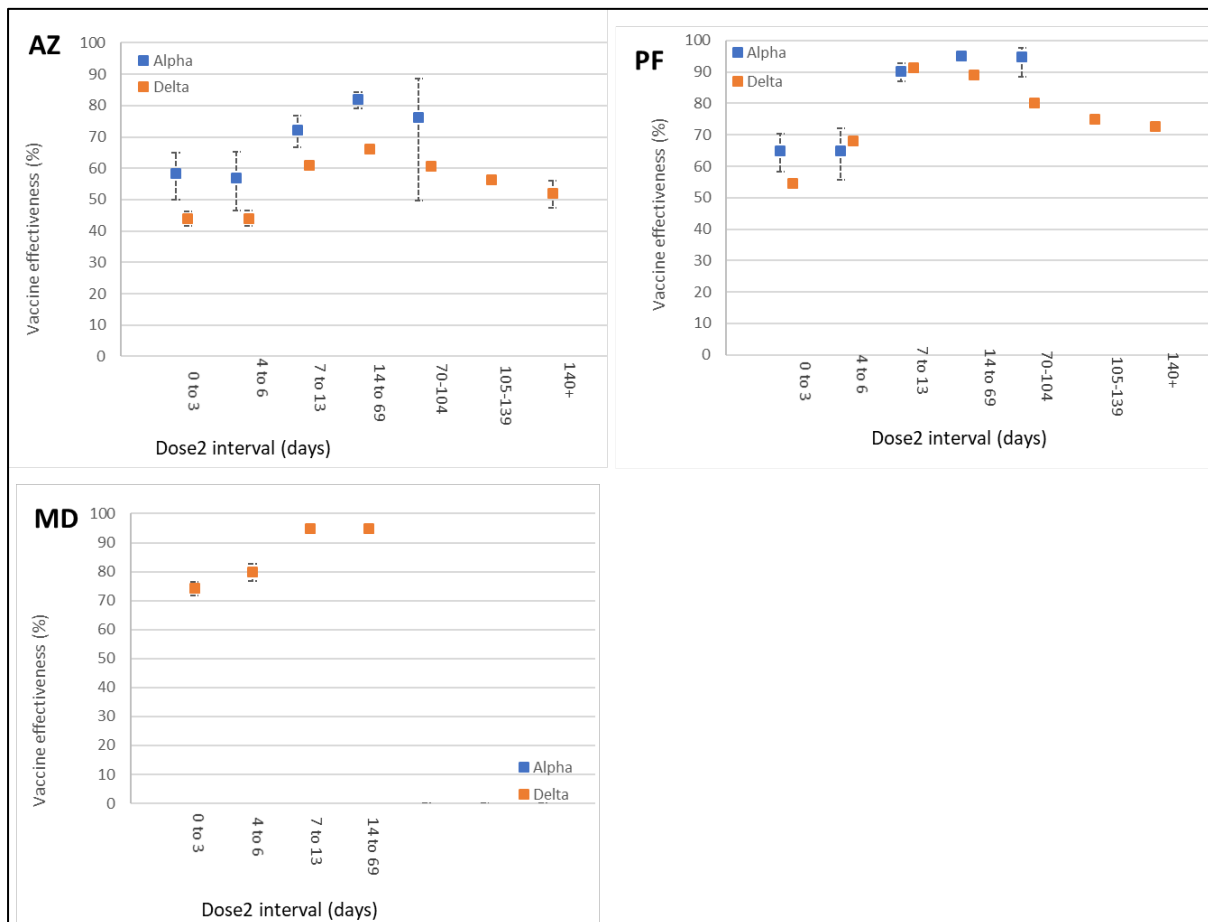 AZ
Alpha
Delta
100
90
80
70
60
50
40
30
20
10
0
Vaccine effectiveness (%)
0 to 3
4 to 6
7 to 13
14 to 69
70-104
105-139
140+
Dose2 interval (days)
PF
Alpha
Delta
100
90
80
70
60
50
40
30
20
10
0
Vaccine effectiveness (%)
0 to 3
4 to 6
7 to 13
14 to 69
70-104
105-139
140+
Dose2 interval (days)
MD
100
90
80
70
60
50
40
30
20
10
0
Vaccine effectiveness (%)
Alpha
Delta
0 to 3
4 to 6
7 to 13
14 to 69
Dose2 interval (days)